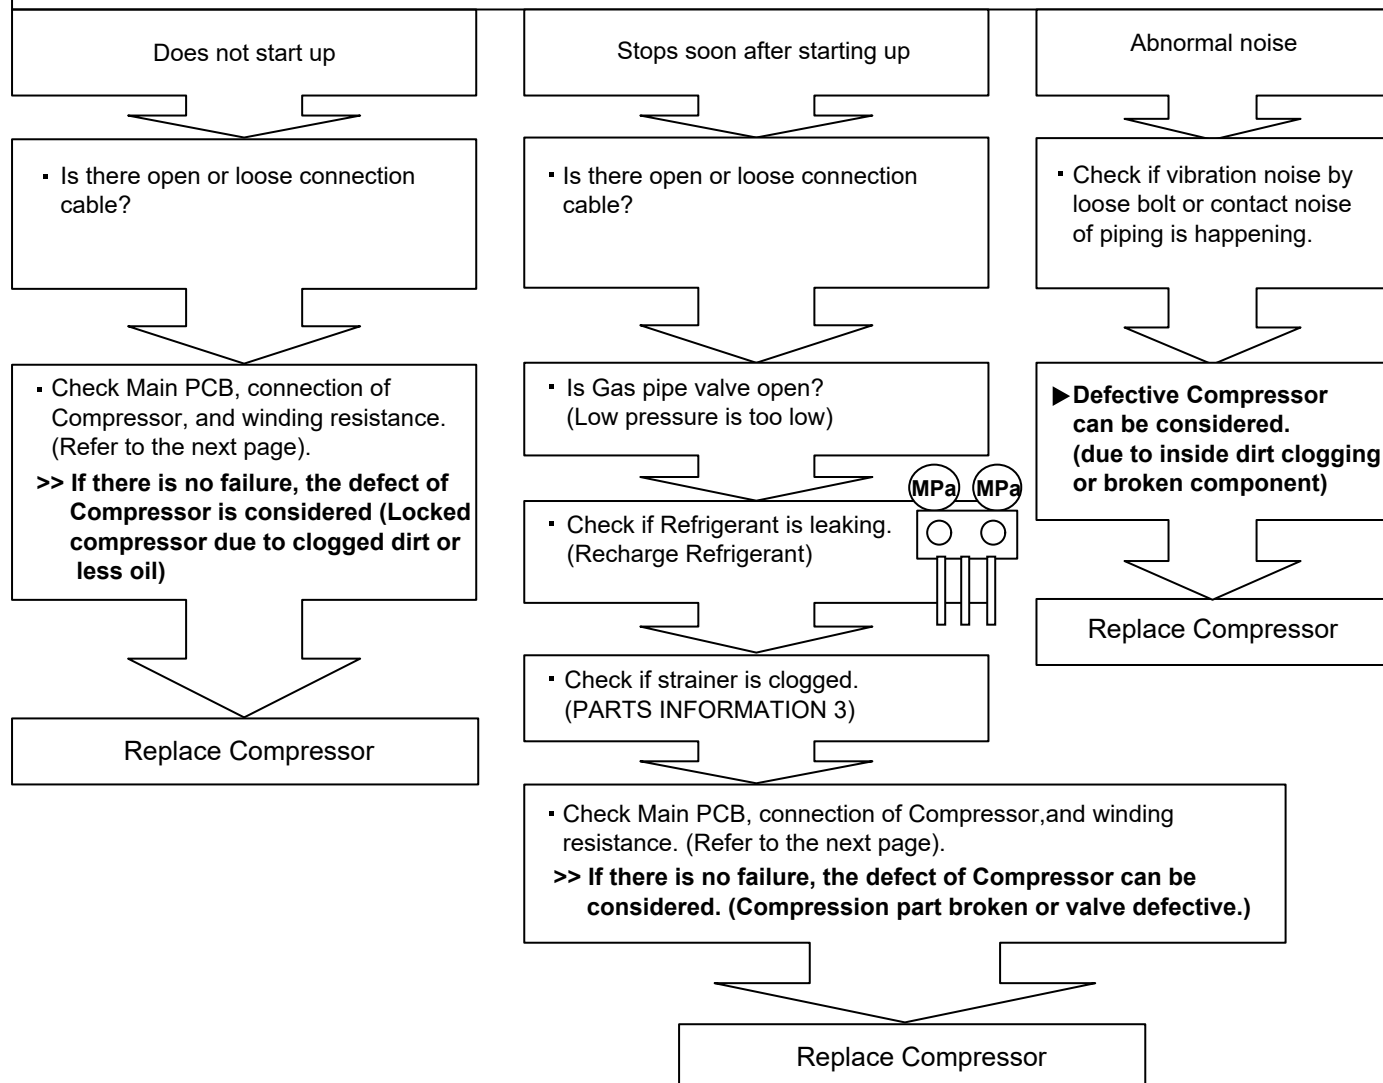 Does not start up
▪ Is there open or loose connection
cable?
▪ Check Main PCB, connection of
Compressor, and winding resistance.
(Refer to the next page).
>> If there is no failure, the defect of
Compressor is considered (Locked
compressor due to clogged dirt or
less oil)
Replace Compressor
Stops soon after starting up
▪ Is there open or loose connection
cable?
▪ Is Gas pipe valve open?
(Low pressure is too low)
▪ Check if Refrigerant is leaking.
(Recharge Refrigerant)
MPa MPa
▪ Check if strainer is clogged.
(PARTS INFORMATION 3)
▪ Check Main PCB, connection of Compressor,and winding
resistance. (Refer to the next page).
>> If there is no failure, the defect of Compressor can be
considered. (Compression part broken or valve defective.)
Replace Compressor
Abnormal noise
▪ Check if vibration noise by
loose bolt or contact noise
of piping is happening.
▶Defective Compressor
can be considered.
(due to inside dirt clogging
or broken component)
Replace Compressor